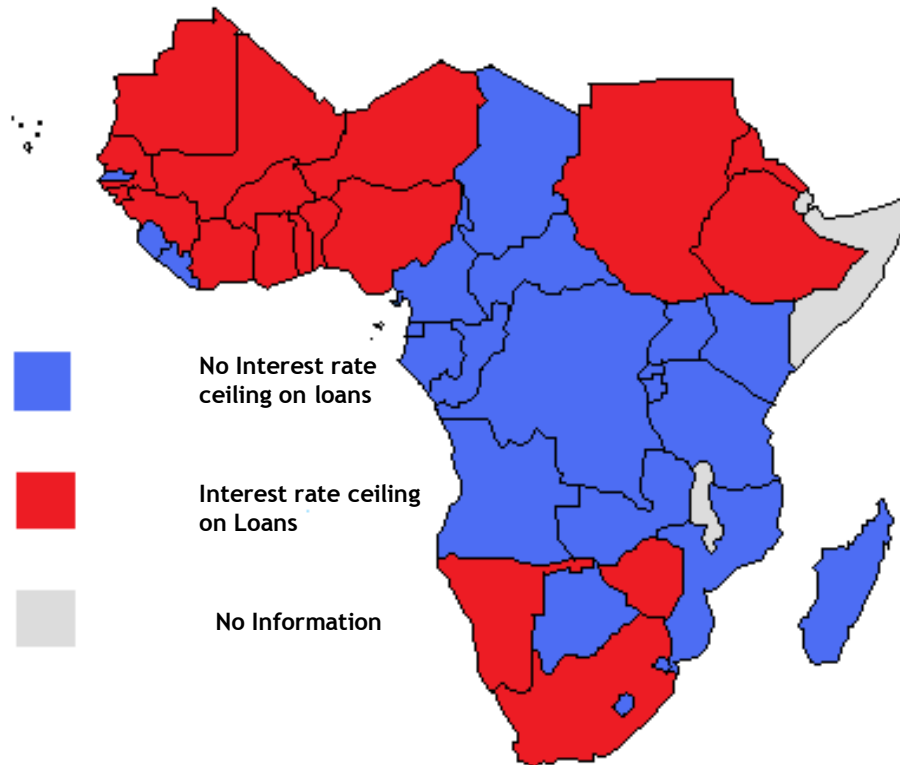 No Interest rate
ceiling on loans
Interest rate ceiling
on Loans
No Information